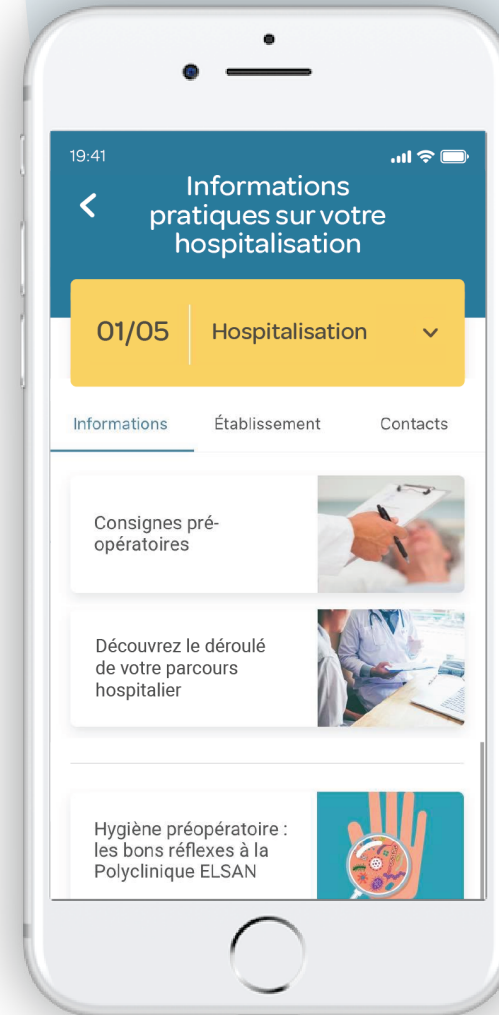 19:41
Informations
pratiques sur votre
hospitalisation
01/05 Hospitalisation
Informations Établissement Contacts
Consignes pré-
opératoires
Découvrez le déroulé
de votre parcours
hospitalier
Hygiène préopératoire :
les bons réflexes à la
Polyclinique ELSAN